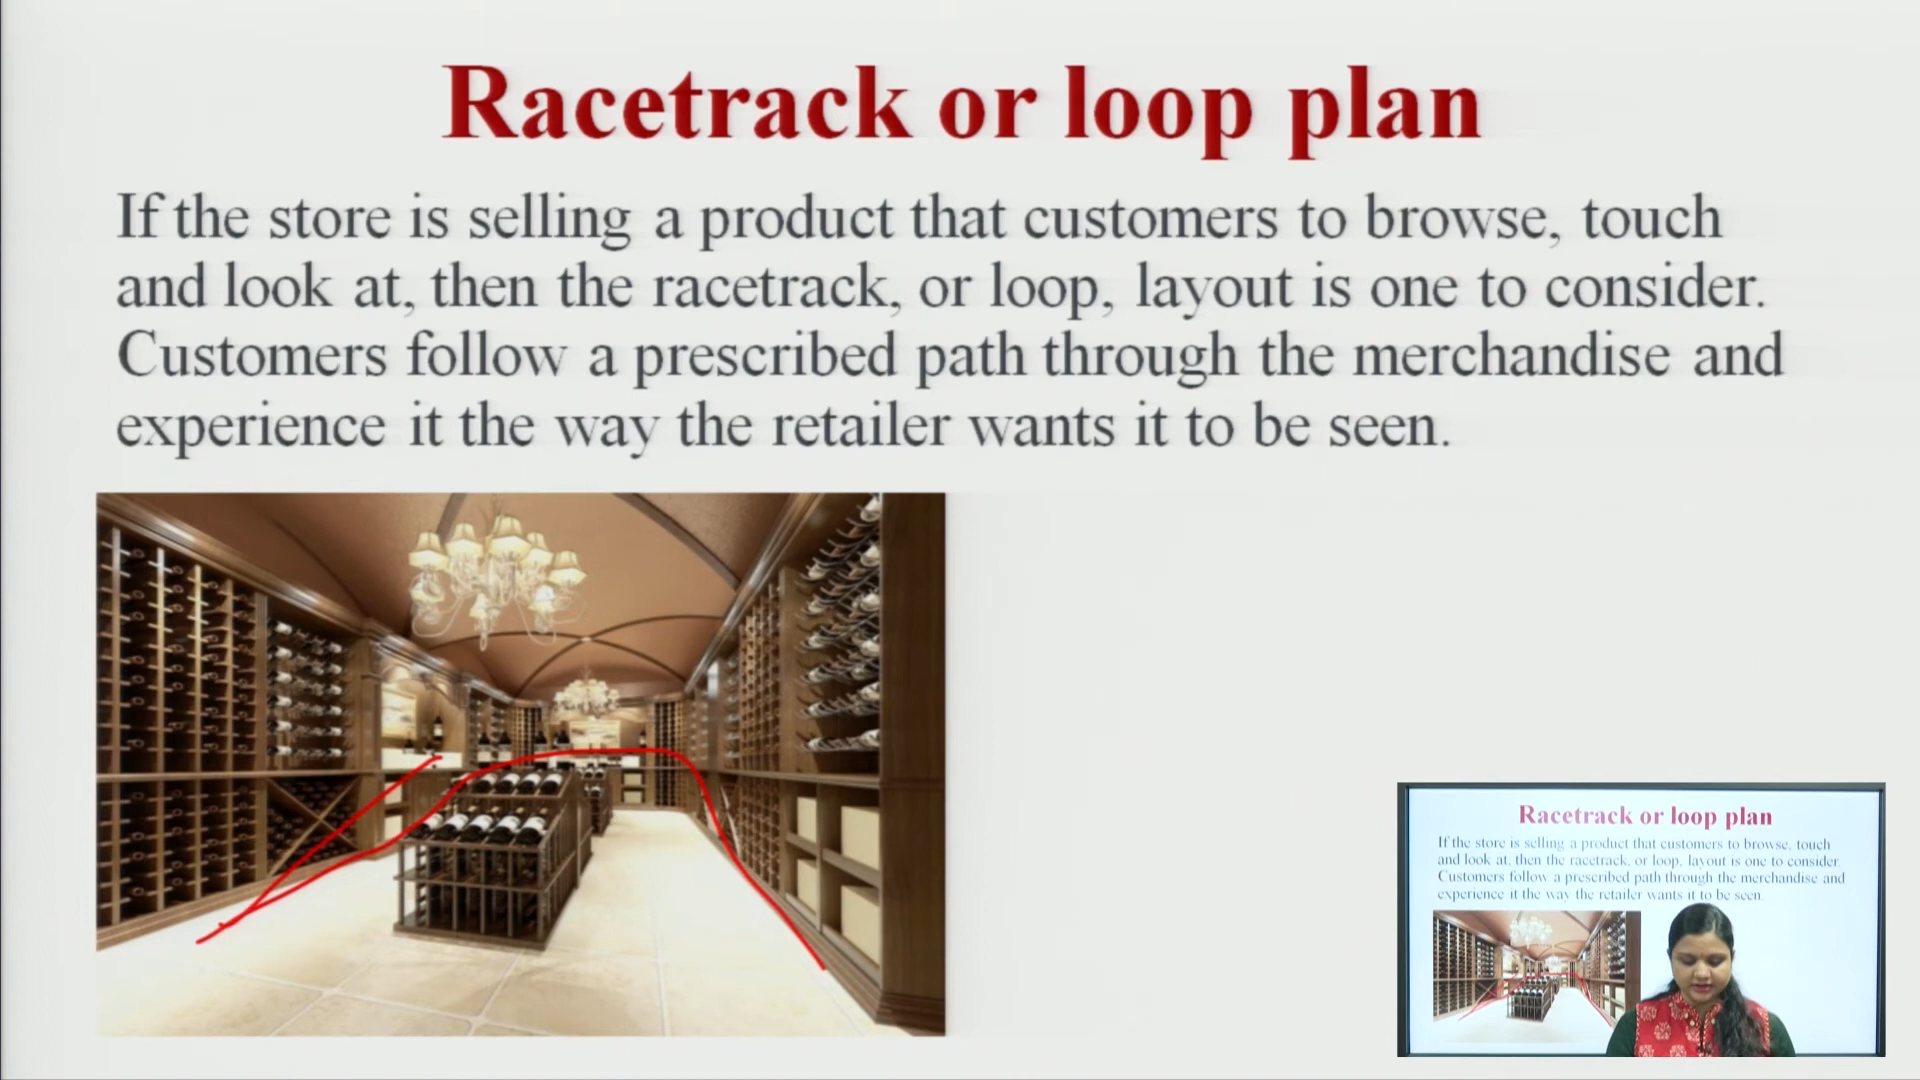 Racetrack or loop plan
If the store is selling a product that customers to browse, touch
and look at, then the racetrack, or loop, layout is one to consider.
Customers follow a prescribed path through the merchandise and
experience it the way the retailer wants it to be seen.
Racetrack or loop plan
If the store is selling a product that customers to browse, touch
and look at, then the racetrack, or loop, layout is one to consider.
Customers follow a prescribed path through the merchandise and
experience it the way the retailer wants it to be seen